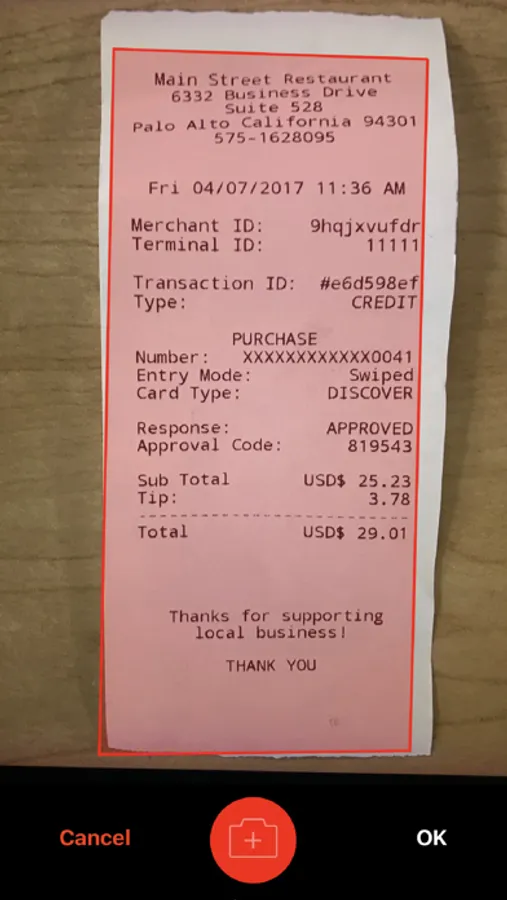 Main Street Restaurant
6332 Business Drive
Suite 528
Palo Alto California 94301
575-1628095
Fri 04/07/2017 11:36 AM
Merchant ID: 9hqjxvufdr
Terminal ID: 11111
Transaction ID: #e6d598ef
Type: CREDIT
PURCHASE
Number: XXXXXXXXXXXX0041
Entry Mode: Swiped
Card Type: DISCOVER
Response: APPROVED
Approval Code: 819543
Sub Total USD$ 25.23
Tip: 3.78
Total USD$ 29.01
Thanks for supporting
local business!
THANK YOU
Cancel OK